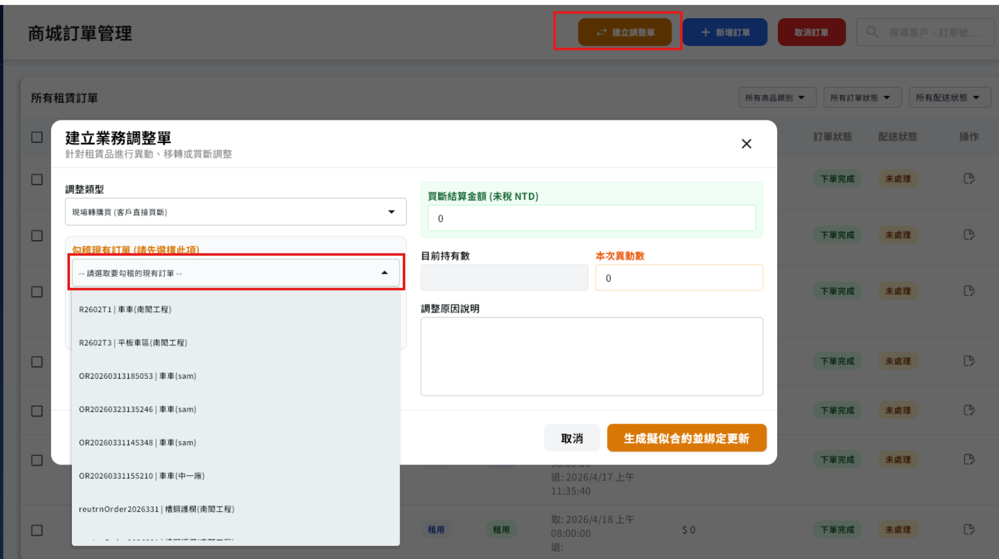 商城訂單管理
建立調整單
新增訂單
取消訂單
搜尋客戶、訂單號....
所有租賃訂單
所有商品類別
所有訂單狀態
所有配送狀態
訂單狀態
配送狀態
操作
建立業務調整單
針對租賃品進行異動、移轉或買斷調整
調整類型
現場轉購買 (客戶直接買斷)
勾稽現有訂單 (請先選擇此項)
-- 請選取要勾稽的現有訂單 --
R2602T1 | 車車(南閎工程)
R2602T3 | 平板車區(南閎工程)
OR20260313185053 | 車車(sam)
OR20260323135246 | 車車(sam)
OR20260331145348 | 車車(sam)
OR20260331155210 | 車車(中一廠)
reutrnOrder2026331 | 槽鋼護欄(南閎工程)
買斷結算金額 (未稅 NTD)
0
目前持有數
本次異動數
0
調整原因說明
取消
生成擬似合約並綁定更新
下單完成
未處理
下單完成
未處理
下單完成
未處理
下單完成
未處理
下單完成
未處理
退: 2026/4/17 上午
11:35:40
下單完成
未處理
租用
租用
取: 2026/4/18 上午
08:00:00
退:
$ 0
下單完成
未處理